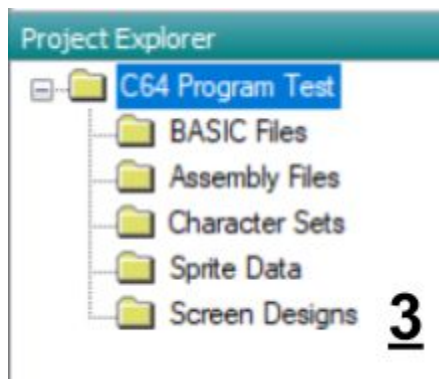 Project Explorer
C64 Program Test
BASIC Files
Assembly Files
Character Sets
Sprite Data
Screen Designs
3